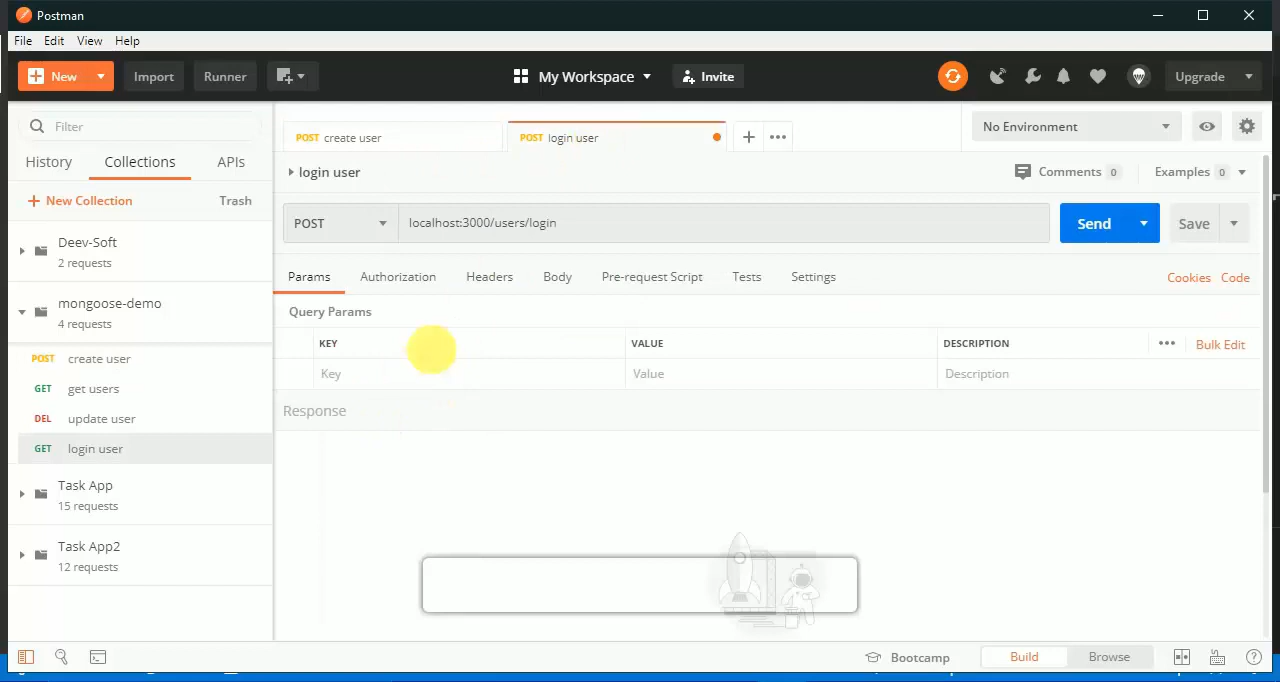 Postman
File Edit View Help
New Import Runner My Workspace Invite Upgrade
Filter
History Collections APIs
New Collection Trash
Deev-Soft
2 requests
mongoose-demo
4 requests
POST create user
GET get users
DEL update user
GET login user
Task App
15 requests
Task App2
12 requests
POST create user POST login user No Environment
login user Comments 0 Examples 0
POST localhost:3000/users/login Send Save
Params Authorization Headers Body Pre-request Script Tests Settings Cookies Code
Query Params
KEY VALUE DESCRIPTION Bulk Edit
Key Value Description
Response
Bootcamp Build Browse